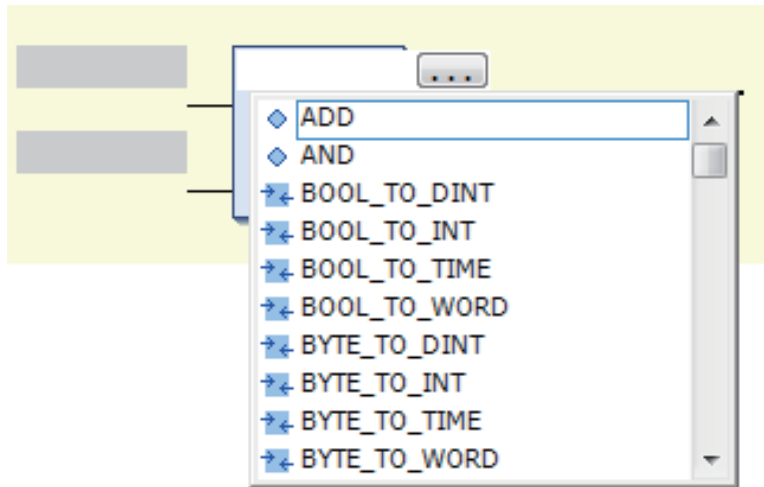 ...
ADD
AND
BOOL_TO_DINT
BOOL_TO_INT
BOOL_TO_TIME
BOOL_TO_WORD
BYTE_TO_DINT
BYTE_TO_INT
BYTE_TO_TIME
BYTE_TO_WORD